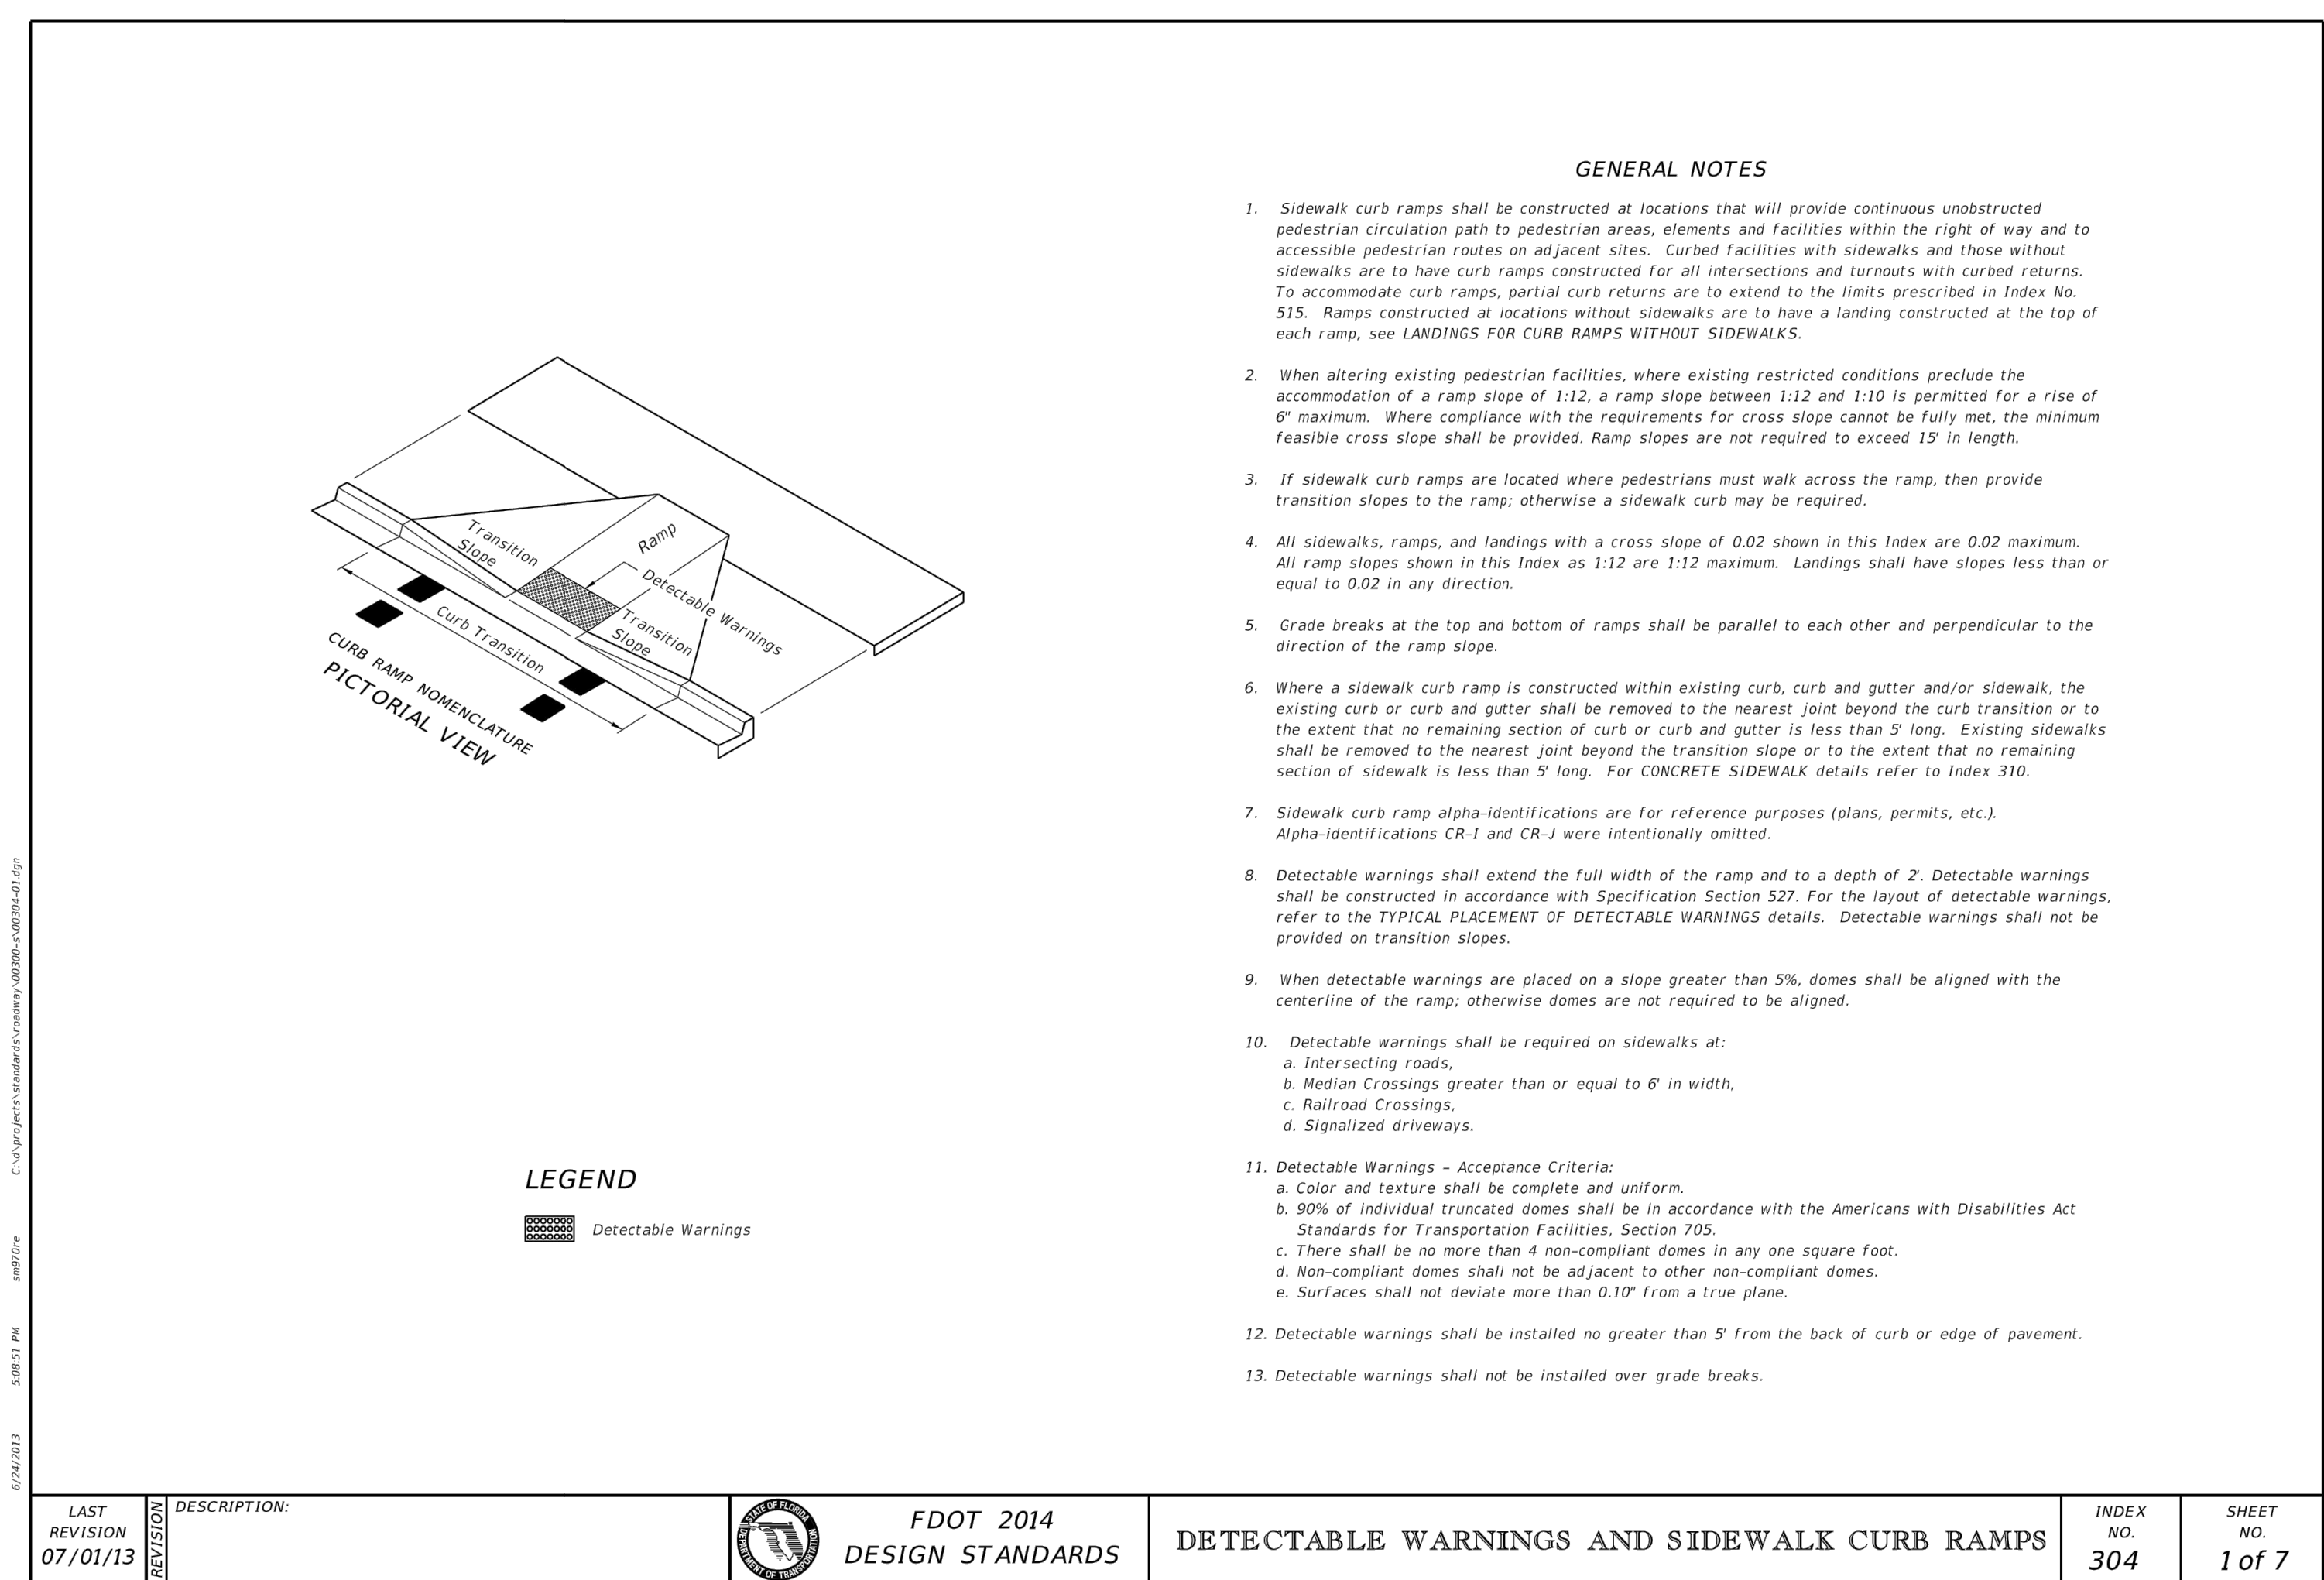 Transition
Slope
Ramp
Detectable Warnings
Transition
Slope
Curb Transition
CURB RAMP NOMENCLATURE
PICTORIAL VIEW
LEGEND
Detectable Warnings
GENERAL NOTES
1. Sidewalk curb ramps shall be constructed at locations that will provide continuous unobstructed
pedestrian circulation path to pedestrian areas, elements and facilities within the right of way and to
accessible pedestrian routes on adjacent sites. Curbed facilities with sidewalks and those without
sidewalks are to have curb ramps constructed for all intersections and turnouts with curbed returns.
To accommodate curb ramps, partial curb returns are to extend to the limits prescribed in Index No.
515. Ramps constructed at locations without sidewalks are to have a landing constructed at the top of
each ramp, see LANDINGS FOR CURB RAMPS WITHOUT SIDEWALKS.
2. When altering existing pedestrian facilities, where existing restricted conditions preclude the
accommodation of a ramp slope of 1:12, a ramp slope between 1:12 and 1:10 is permitted for a rise of
6" maximum. Where compliance with the requirements for cross slope cannot be fully met, the minimum
feasible cross slope shall be provided. Ramp slopes are not required to exceed 15' in length.
3. If sidewalk curb ramps are located where pedestrians must walk across the ramp, then provide
transition slopes to the ramp; otherwise a sidewalk curb may be required.
4. All sidewalks, ramps, and landings with a cross slope of 0.02 shown in this Index are 0.02 maximum.
All ramp slopes shown in this Index as 1:12 are 1:12 maximum. Landings shall have slopes less than or
equal to 0.02 in any direction.
5. Grade breaks at the top and bottom of ramps shall be parallel to each other and perpendicular to the
direction of the ramp slope.
6. Where a sidewalk curb ramp is constructed within existing curb, curb and gutter and/or sidewalk, the
existing curb or curb and gutter shall be removed to the nearest joint beyond the curb transition or to
the extent that no remaining section of curb or curb and gutter is less than 5' long. Existing sidewalks
shall be removed to the nearest joint beyond the transition slope or to the extent that no remaining
section of sidewalk is less than 5' long. For CONCRETE SIDEWALK details refer to Index 310.
7. Sidewalk curb ramp alpha-identifications are for reference purposes (plans, permits, etc.).
Alpha-identifications CR-I and CR-J were intentionally omitted.
8. Detectable warnings shall extend the full width of the ramp and to a depth of 2'. Detectable warnings
shall be constructed in accordance with Specification Section 527. For the layout of detectable warnings,
refer to the TYPICAL PLACEMENT OF DETECTABLE WARNINGS details. Detectable warnings shall not be
provided on transition slopes.
9. When detectable warnings are placed on a slope greater than 5%, domes shall be aligned with the
centerline of the ramp; otherwise domes are not required to be aligned.
10. Detectable warnings shall be required on sidewalks at:
a. Intersecting roads,
b. Median Crossings greater than or equal to 6' in width,
c. Railroad Crossings,
d. Signalized driveways.
11. Detectable Warnings - Acceptance Criteria:
a. Color and texture shall be complete and uniform.
b. 90% of individual truncated domes shall be in accordance with the Americans with Disabilities Act
Standards for Transportation Facilities, Section 705.
c. There shall be no more than 4 non-compliant domes in any one square foot.
d. Non-compliant domes shall not be adjacent to other non-compliant domes.
e. Surfaces shall not deviate more than 0.10" from a true plane.
12. Detectable warnings shall be installed no greater than 5' from the back of curb or edge of pavement.
13. Detectable warnings shall not be installed over grade breaks.
6/24/2013 5:08:51 PM sm970re C:\d\projects\standards\roadway\00300-s\00304-01.dgn
LAST
REVISION
07/01/13
REVISION
DESCRIPTION:
STATE OF FLORIDA
DEPARTMENT OF TRANSPORTATION
FDOT 2014
DESIGN STANDARDS
DETECTABLE WARNINGS AND SIDEWALK CURB RAMPS
INDEX
NO.
304
SHEET
NO.
1 of 7